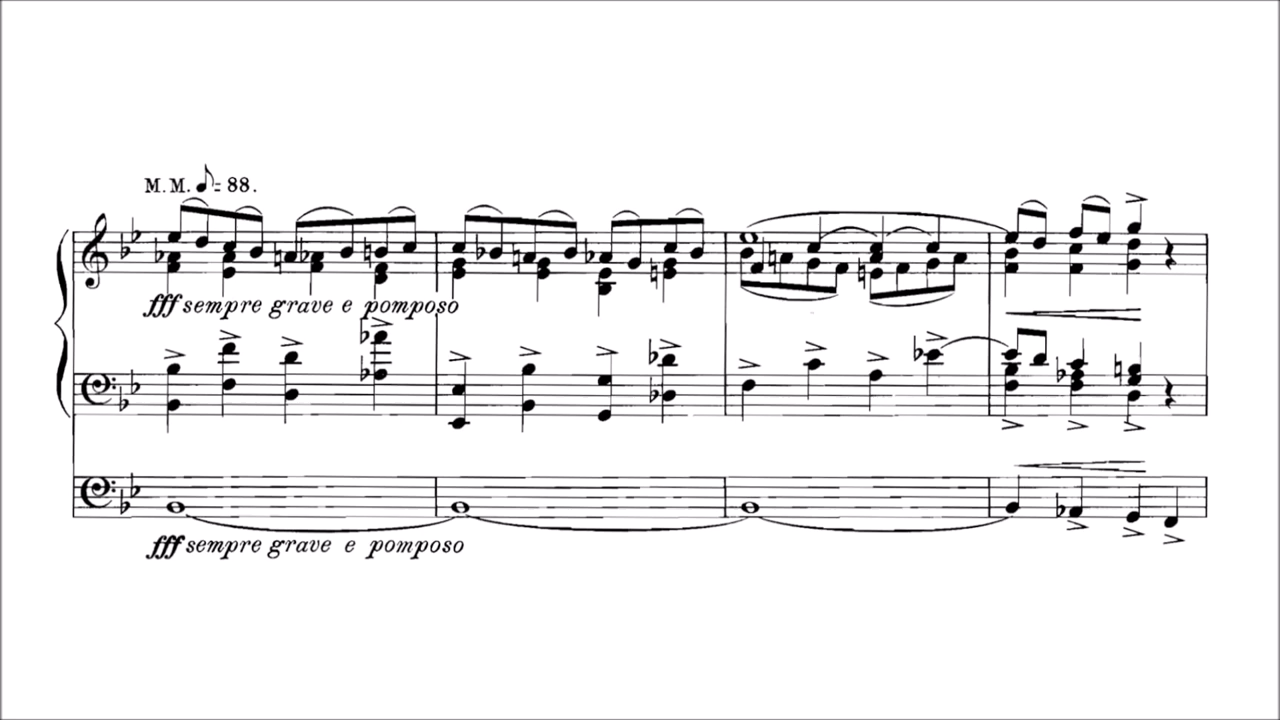 M.M. ♪= 88.
fff sempre grave e pomposo
fff sempre grave e pomposo